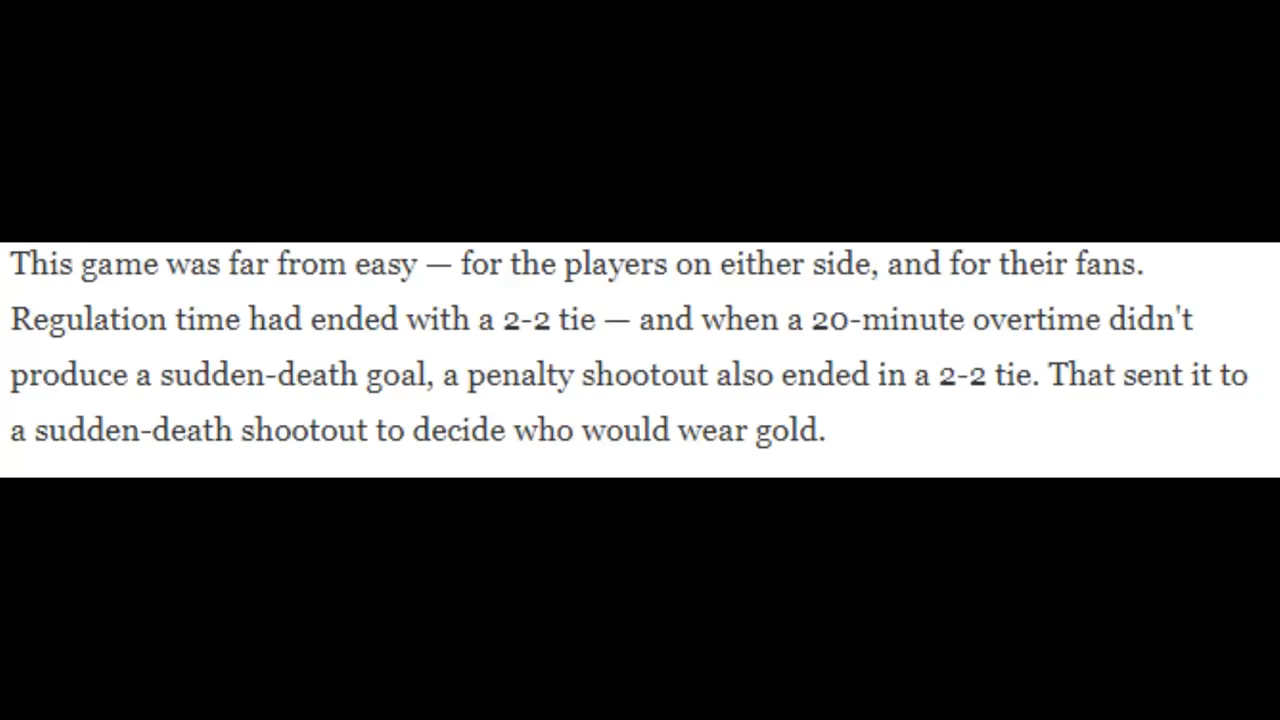 This game was far from easy — for the players on either side, and for their fans.
Regulation time had ended with a 2-2 tie — and when a 20-minute overtime didn't
produce a sudden-death goal, a penalty shootout also ended in a 2-2 tie. That sent it to
a sudden-death shootout to decide who would wear gold.